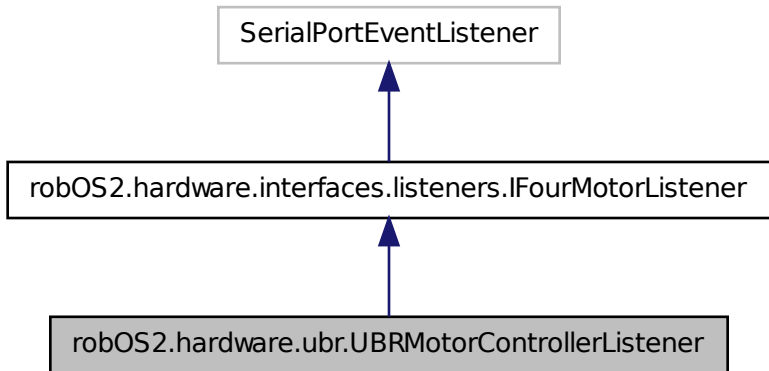 SerialPortEventListener
robOS2.hardware.interfaces.listeners.IFourMotorListener
robOS2.hardware.ubr.UBRMotorControllerListener